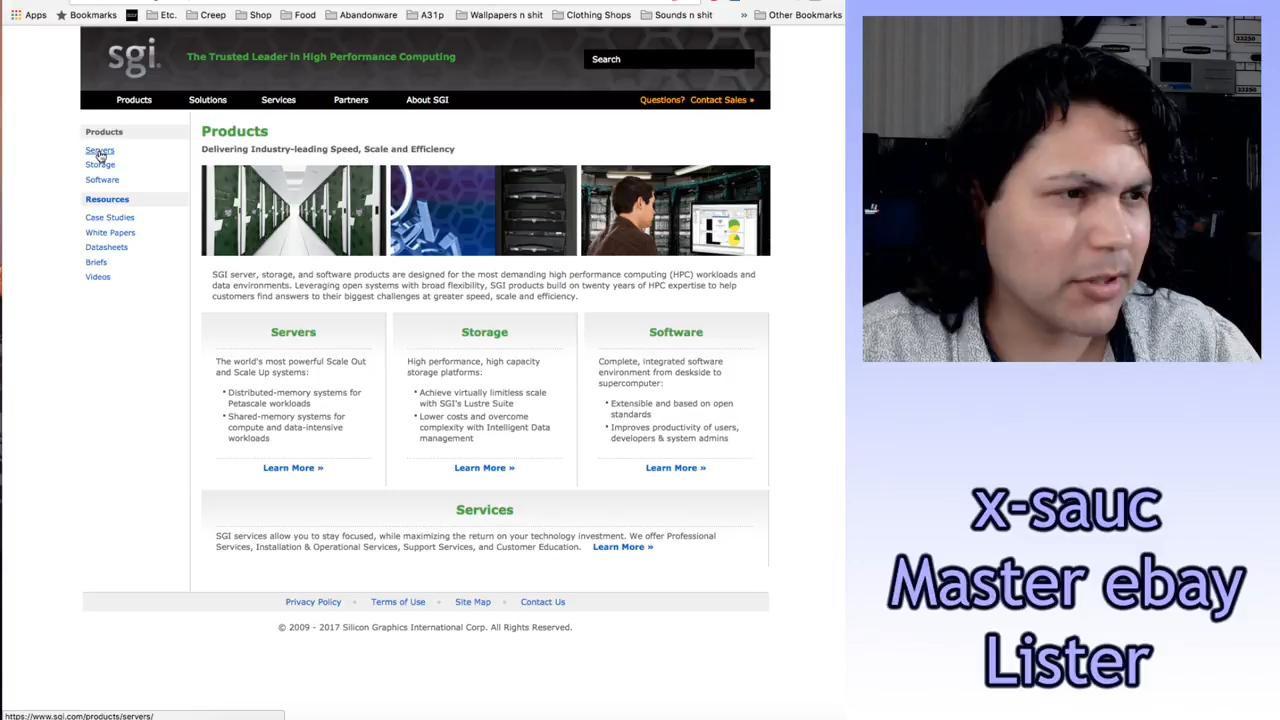 Apps
Bookmarks
Etc.
Creep
Shop
Food
Abandonware
A31p
Wallpapers n shit
Clothing Shops
Sounds n shit
»
Other Bookmarks
sgi.
The Trusted Leader in High Performance Computing
Search
Products
Solutions
Services
Partners
About SGI
Questions? Contact Sales »
Products
Servers
Storage
Software
Resources
Case Studies
White Papers
Datasheets
Briefs
Videos
Products
Delivering Industry-leading Speed, Scale and Efficiency
SGI server, storage, and software products are designed for the most demanding high performance computing (HPC) workloads and
data environments. Leveraging open systems with broad flexibility, SGI products build on twenty years of HPC expertise to help
customers find answers to their biggest challenges at greater speed, scale and efficiency.
Servers
The world's most powerful Scale Out
and Scale Up systems:
• Distributed-memory systems for
Petascale workloads
• Shared-memory systems for
compute and data-intensive
workloads
Learn More »
Storage
High performance, high capacity
storage platforms:
• Achieve virtually limitless scale
with SGI's Lustre Suite
• Lower costs and overcome
complexity with Intelligent Data
management
Learn More »
Software
Complete, integrated software
environment from deskside to
supercomputer:
• Extensible and based on open
standards
• Improves productivity of users,
developers & system admins
Learn More »
Services
SGI services allow you to stay focused, while maximizing the return on your technology investment. We offer Professional
Services, Installation & Operational Services, Support Services, and Customer Education. Learn More »
Privacy Policy
Terms of Use
Site Map
Contact Us
© 2009 - 2017 Silicon Graphics International Corp. All Rights Reserved.
https://www.sgi.com/products/servers/
33250
33250
x-sauc
Master ebay
Lister